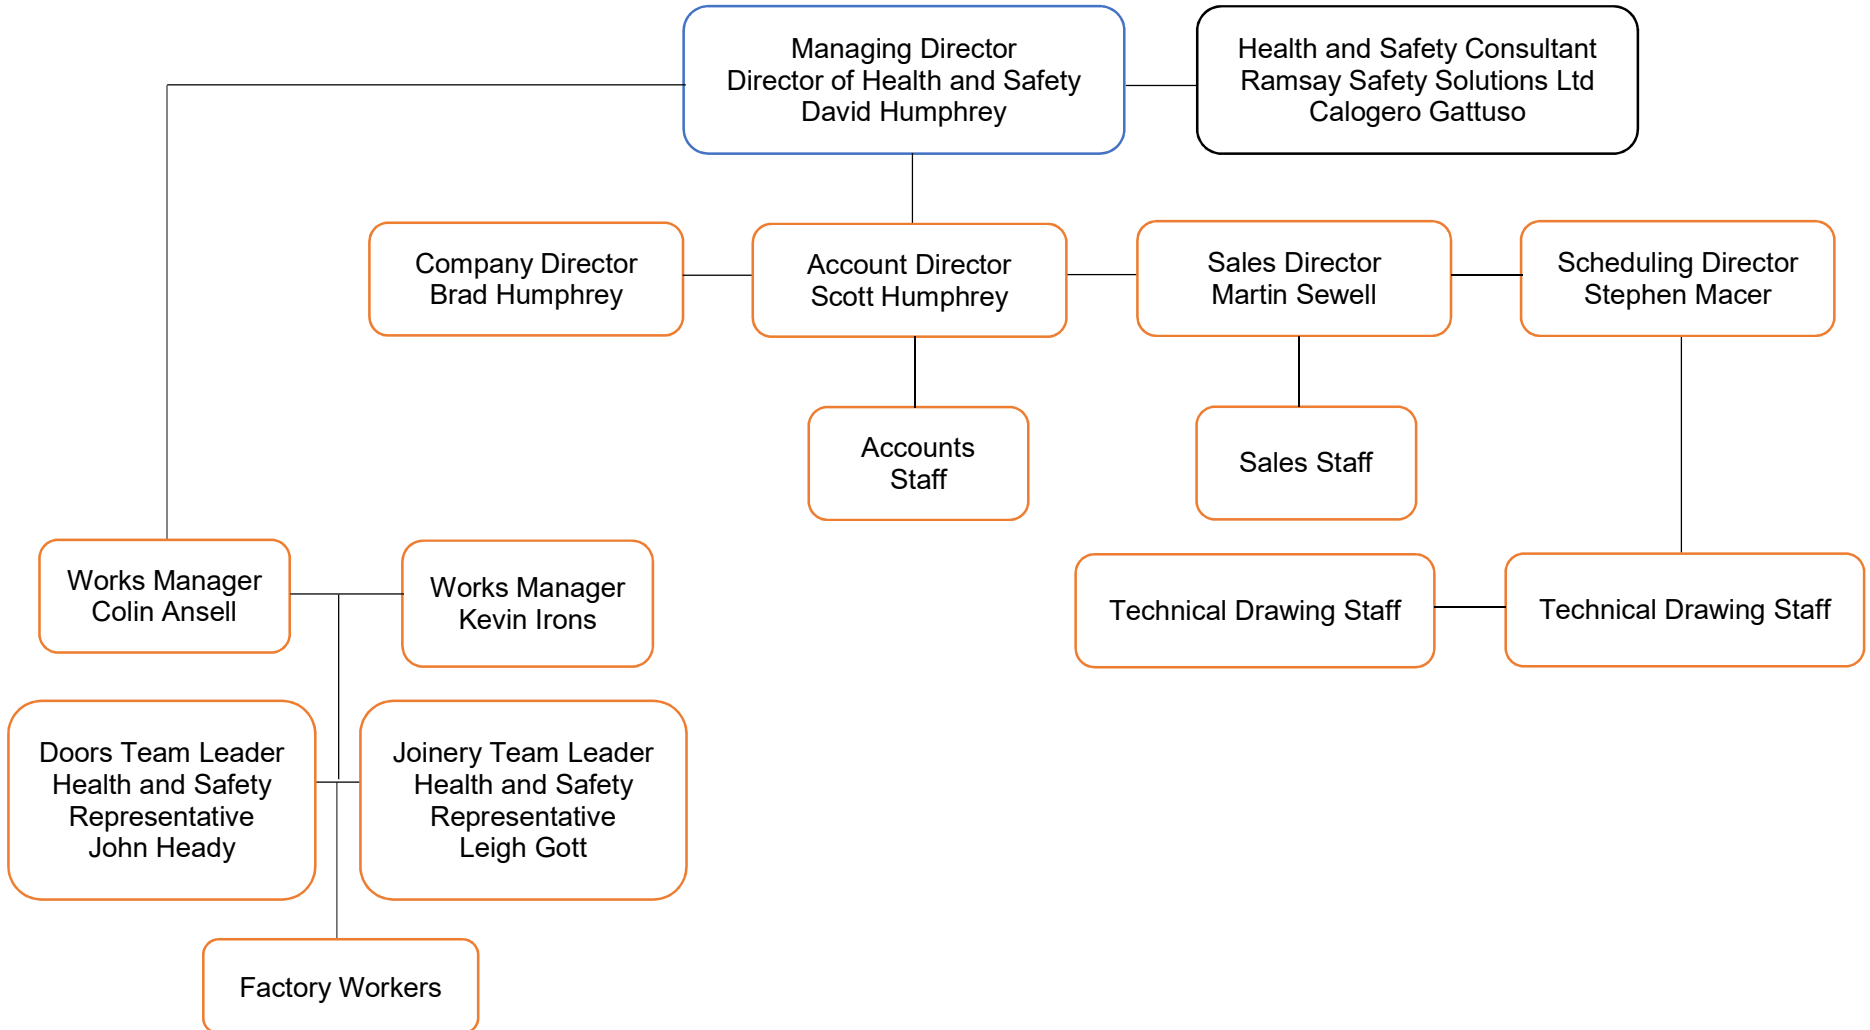 Managing Director
Director of Health and Safety
David Humphrey
Health and Safety Consultant
Ramsay Safety Solutions Ltd
Calogero Gattuso
Company Director
Brad Humphrey
Account Director
Scott Humphrey
Sales Director
Martin Sewell
Scheduling Director
Stephen Macer
Accounts
Staff
Sales Staff
Works Manager
Colin Ansell
Works Manager
Kevin Irons
Technical Drawing Staff
Technical Drawing Staff
Doors Team Leader
Health and Safety
Representative
John Heady
Joinery Team Leader
Health and Safety
Representative
Leigh Gott
Factory Workers